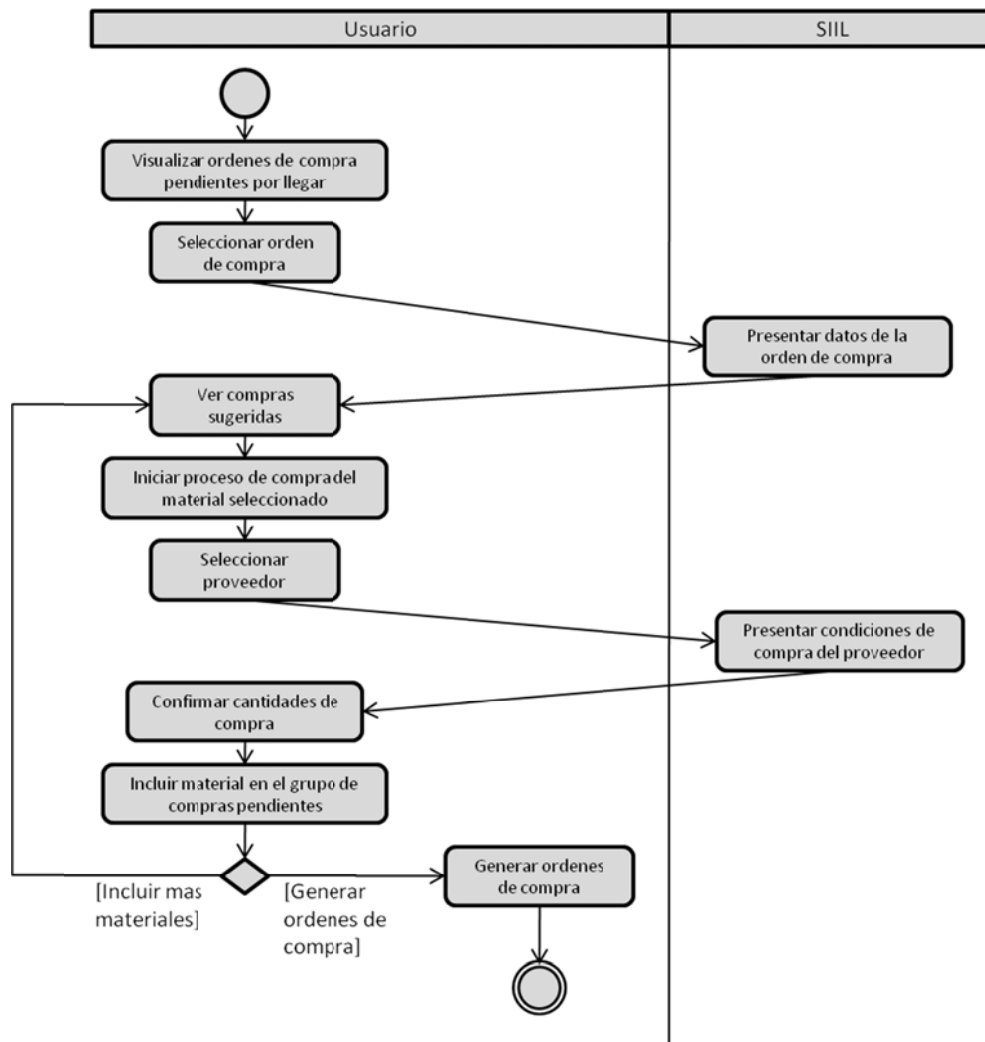 Usuario
SIIL
Visualizar ordenes de compra
pendientes por llegar
Seleccionar orden
de compra
Presentar datos de la
orden de compra
Ver compras
sugeridas
Iniciar proceso de compra del
material seleccionado
Seleccionar
proveedor
Presentar condiciones de
compra del proveedor
Confirmar cantidades de
compra
Incluir material en el grupo de
compras pendientes
Generar ordenes
de compra
[Incluir mas
materiales]
[Generar
ordenes de
compra]